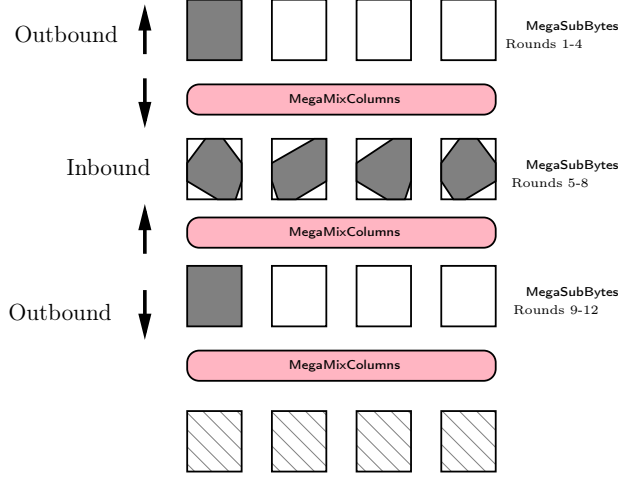 Outbound
MegaSubBytes
Rounds 1-4
MegaMixColumns
Inbound
MegaSubBytes
Rounds 5-8
MegaMixColumns
MegaSubBytes
Rounds 9-12
Outbound
MegaMixColumns